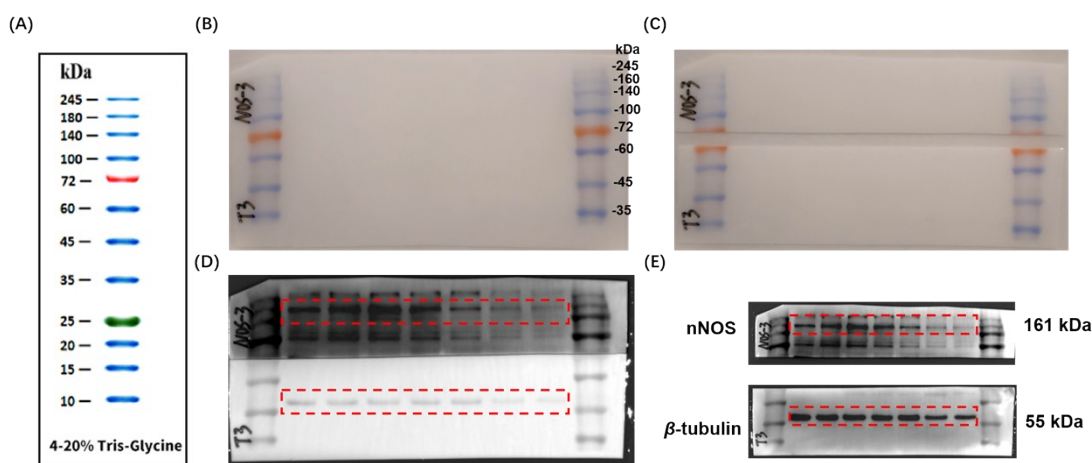 (A)
kDa
245
180
140
100
72
60
45
35
25
20
15
10
4-20% Tris-Glycine
(B)
NOS-3
T3
kDa
-245
-160
-140
-100
-72
-60
-45
-35
(C)
NOS-3
T3
(D)
NOS-3
T3
(E)
nNOS
NOS-3
161 kDa
β-tubulin
T3
55 kDa